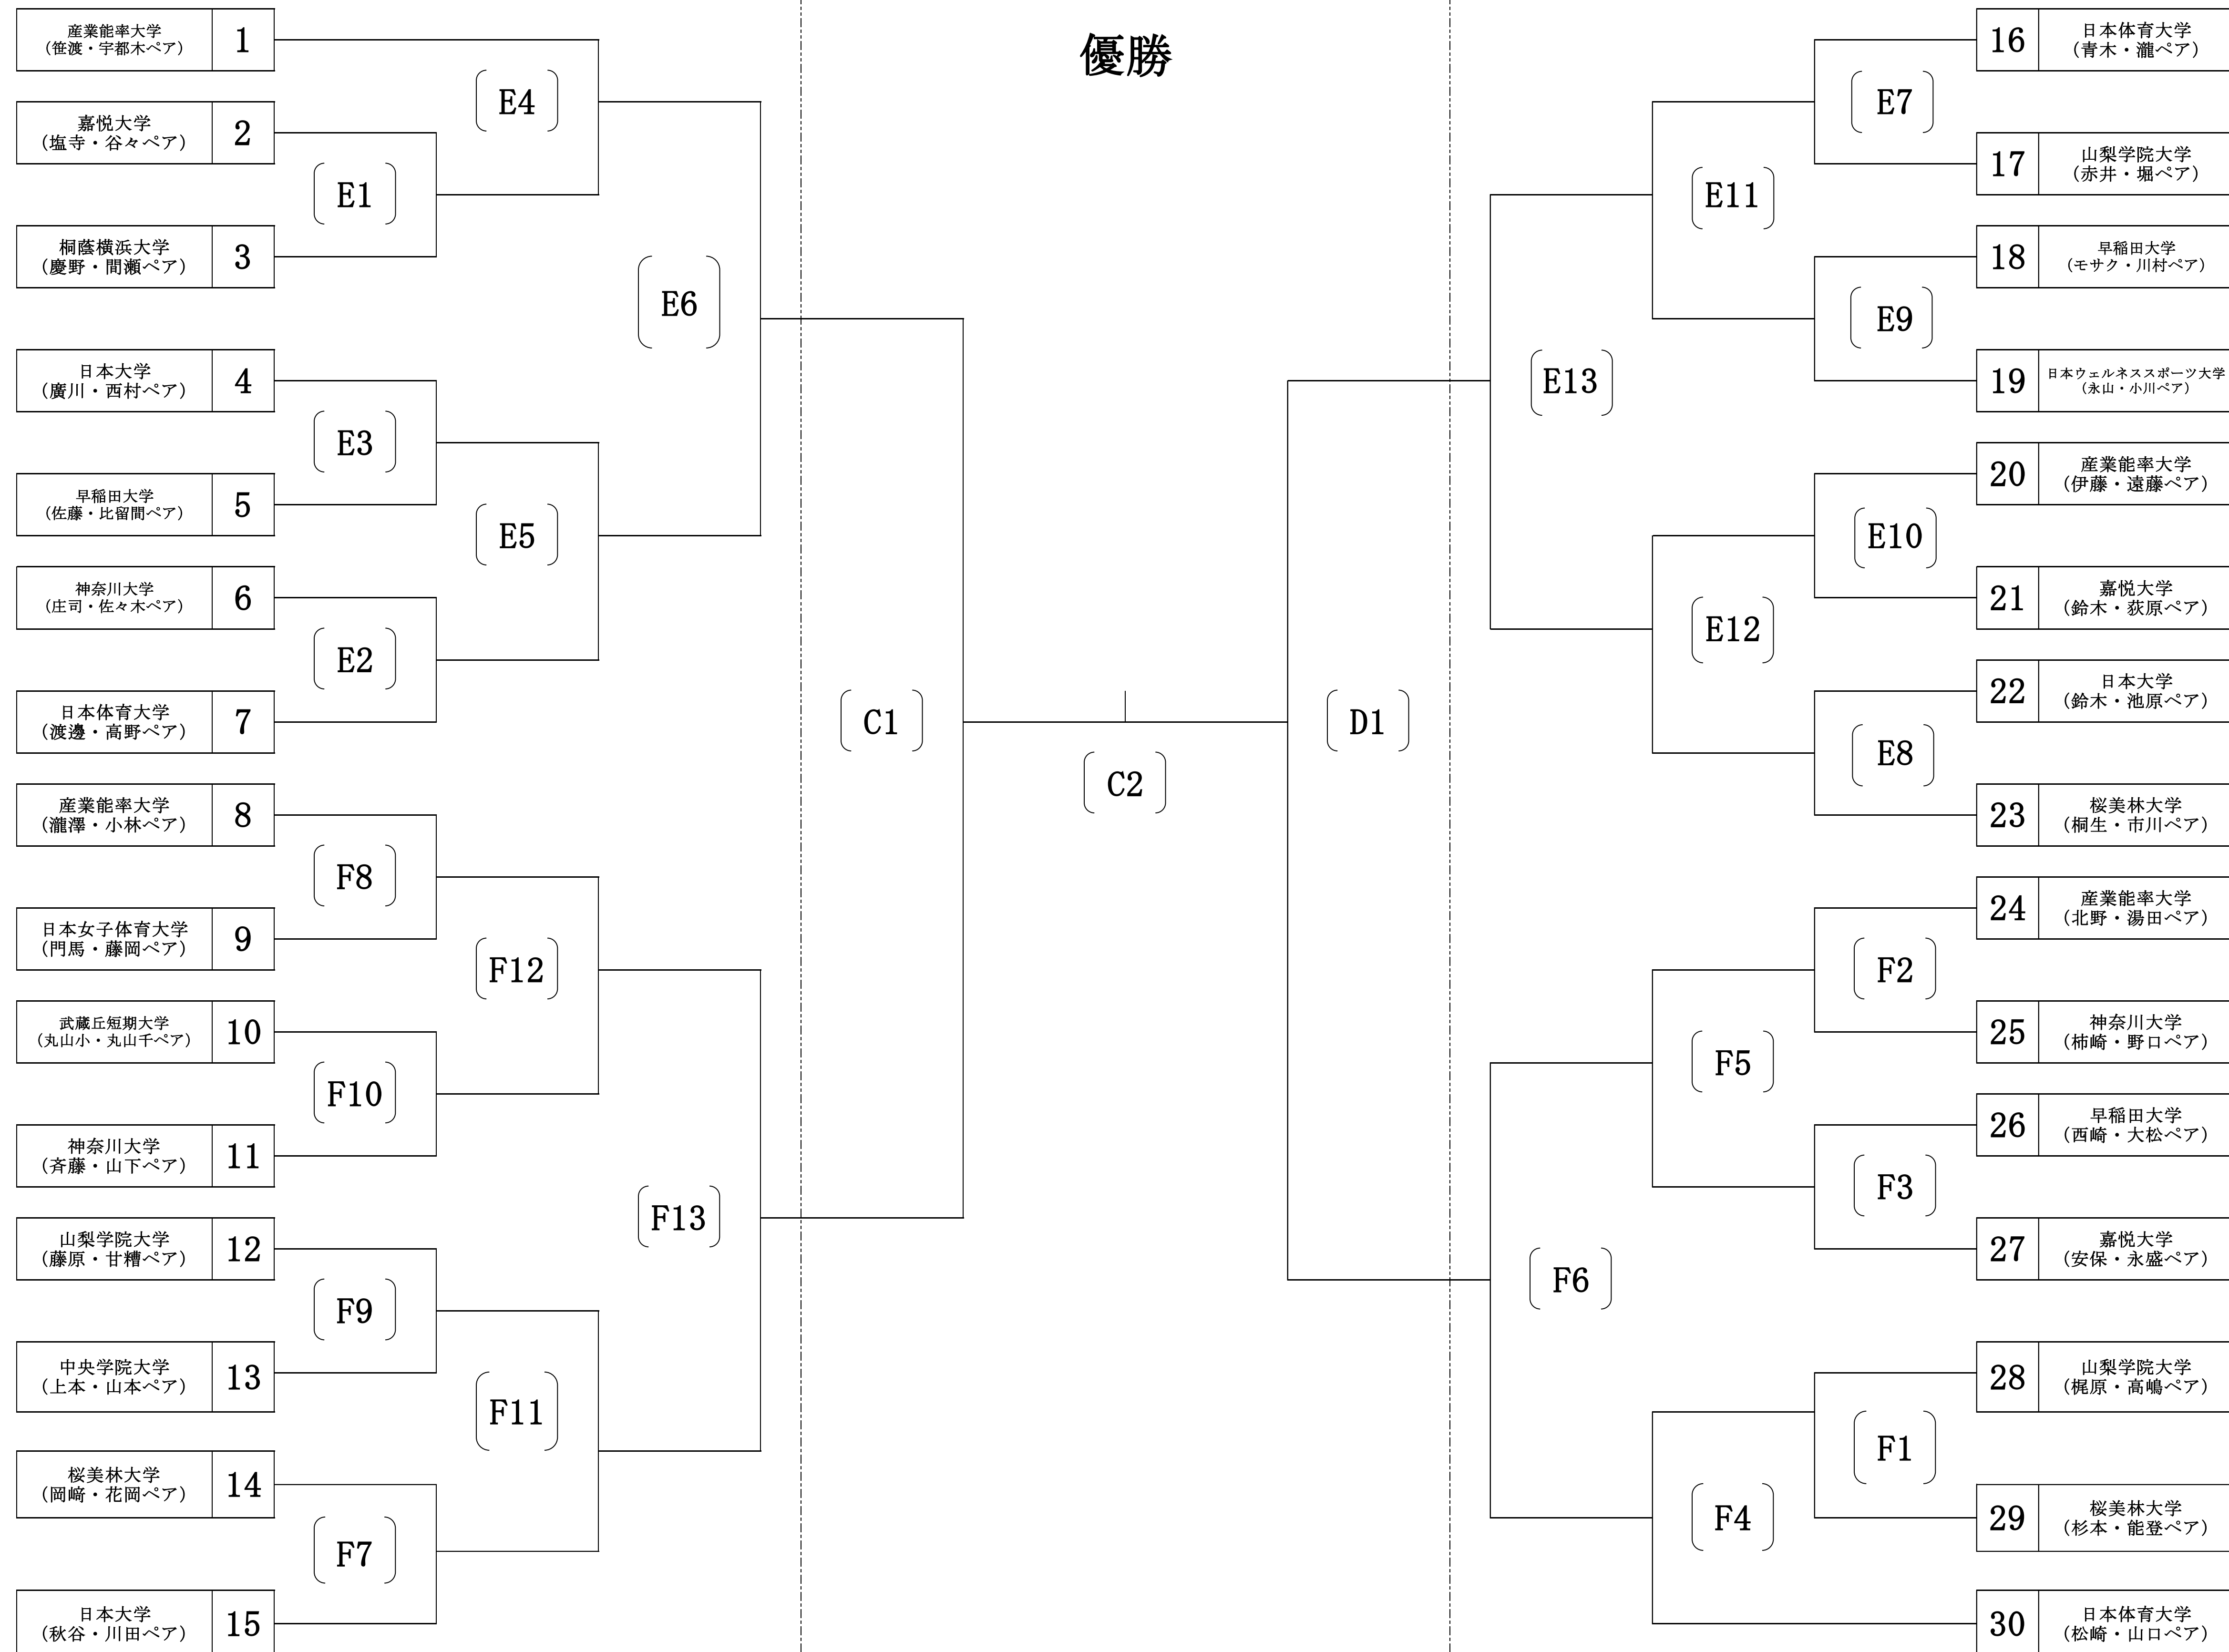 優勝
産業能率大学
（笹渡・宇都木ペア）
1
嘉悦大学
（塩寺・谷々ペア）
2
桐蔭横浜大学
（慶野・間瀬ペア）
3
日本大学
（廣川・西村ペア）
4
早稲田大学
（佐藤・比留間ペア）
5
神奈川大学
（庄司・佐々木ペア）
6
日本体育大学
（渡邊・高野ペア）
7
産業能率大学
（瀧澤・小林ペア）
8
日本女子体育大学
（門馬・藤岡ペア）
9
武蔵丘短期大学
（丸山小・丸山千ペア）
10
神奈川大学
（斉藤・山下ペア）
11
山梨学院大学
（藤原・甘糟ペア）
12
中央学院大学
（上本・山本ペア）
13
桜美林大学
（岡﨑・花岡ペア）
14
日本大学
（秋谷・川田ペア）
15
E1
E3
E2
F8
F10
F9
F7
E4
E5
F12
F11
E6
F13
C1
C2
D1
E13
F6
E11
E12
F5
F4
E7
E9
E10
E8
F2
F3
F1
16
日本体育大学
（青木・瀧ペア）
17
山梨学院大学
（赤井・堀ペア）
18
早稲田大学
（モサク・川村ペア）
19
日本ウェルネススポーツ大学
（永山・小川ペア）
20
産業能率大学
（伊藤・遠藤ペア）
21
嘉悦大学
（鈴木・荻原ペア）
22
日本大学
（鈴木・池原ペア）
23
桜美林大学
（桐生・市川ペア）
24
産業能率大学
（北野・湯田ペア）
25
神奈川大学
（柿崎・野口ペア）
26
早稲田大学
（西崎・大松ペア）
27
嘉悦大学
（安保・永盛ペア）
28
山梨学院大学
（梶原・高嶋ペア）
29
桜美林大学
（杉本・能登ペア）
30
日本体育大学
（松崎・山口ペア）